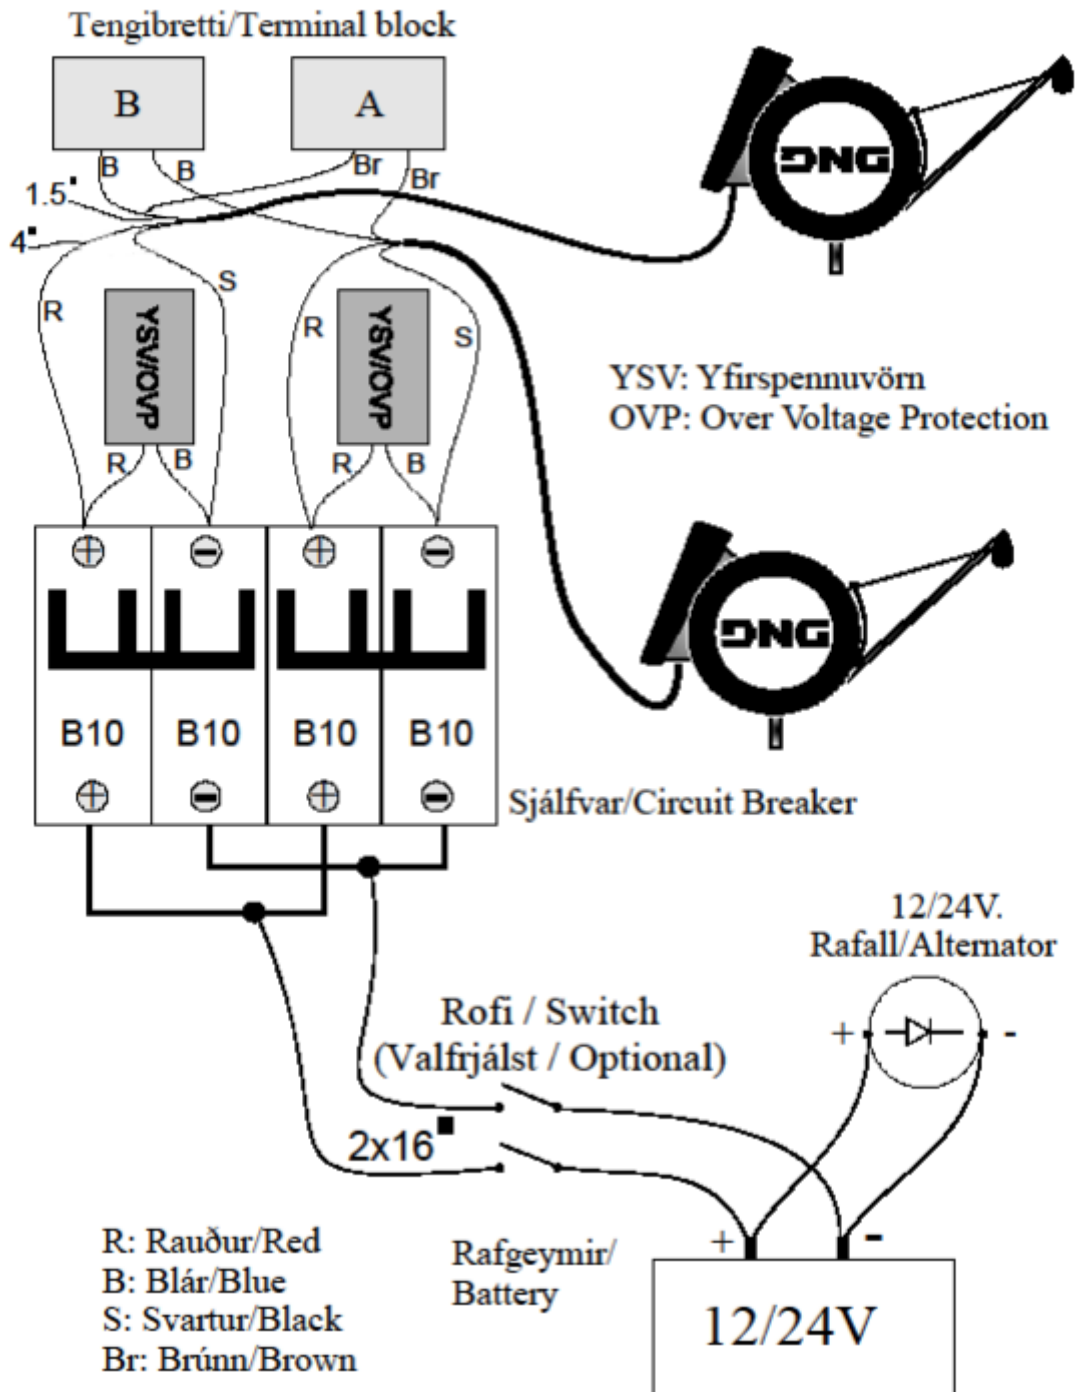 Tengibretti/Terminal block
B
A
B
B
Br
Br
1.5▪
4▪
DNG
R
S
R
S
YSV/OVP
YSV/OVP
YSV: Yfirspennuvörn
OVP: Over Voltage Protection
R
B
R
B
+
-
+
-
DNG
B10
B10
B10
B10
+
-
+
-
Sjálfvar/Circuit Breaker
12/24V.
Rafall/Alternator
+
-
Rofi / Switch
(Valfrjálst / Optional)
2x16▪
R: Rauður/Red
B: Blár/Blue
S: Svartur/Black
Br: Brúnn/Brown
Rafgeymir/
Battery
+
-
12/24V